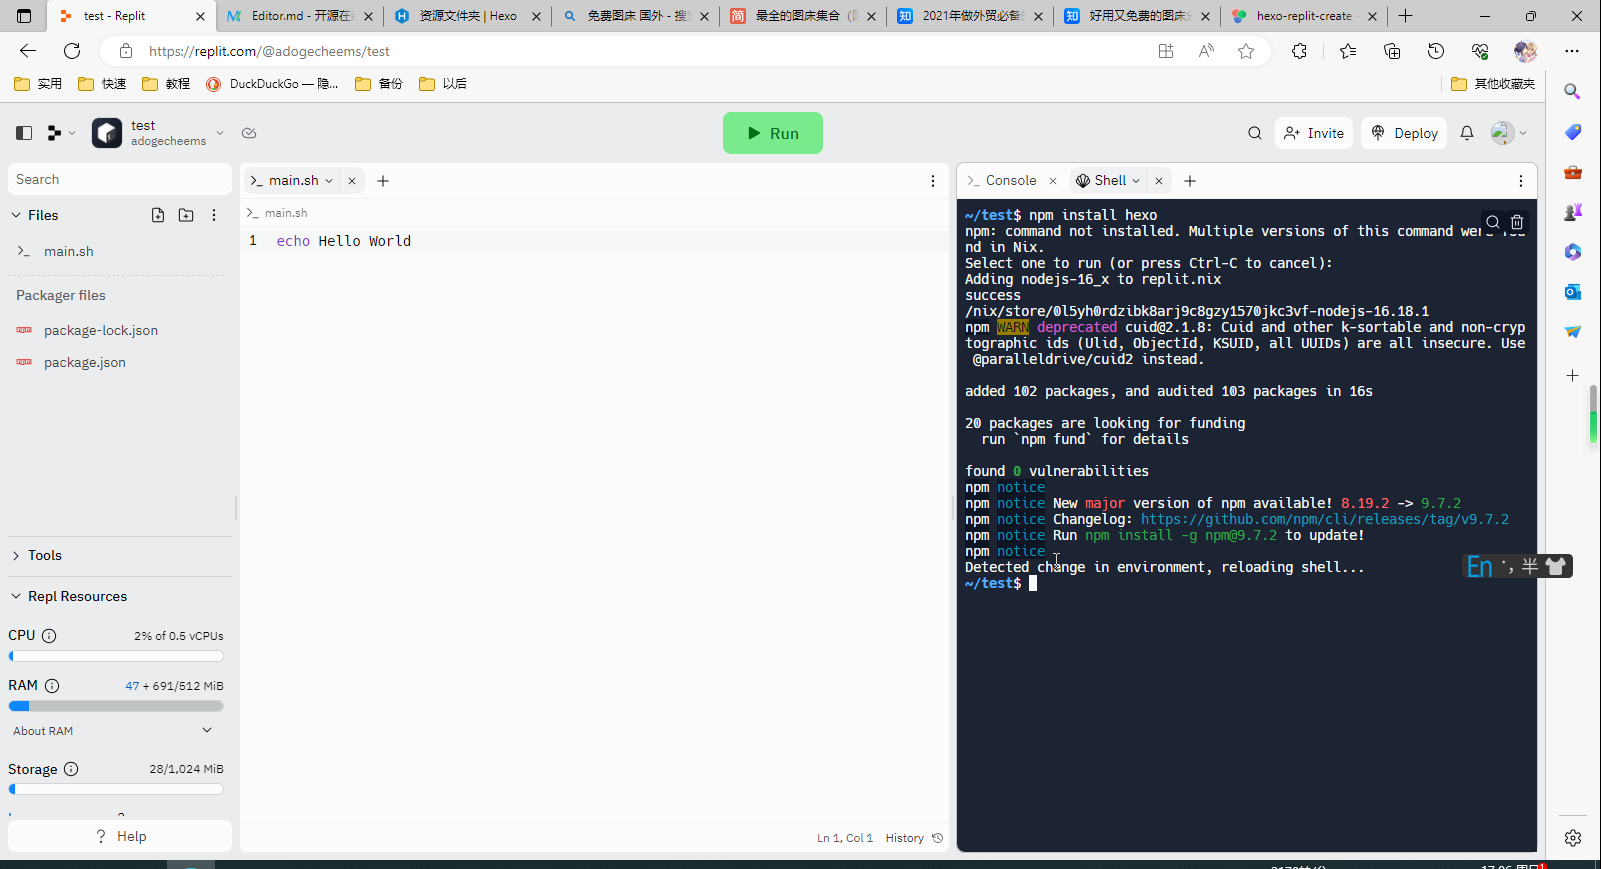 test - Replit
Editor.md - 开源在
资源文件夹 | Hexo
免费图床 国外 - 搜
最全的图床集合（
2021年做外贸必备
好用又免费的图床
hexo-replit-create
https://replit.com/@adogecheems/test
实用
快速
教程
DuckDuckGo — 隐...
备份
以后
其他收藏夹
test
adogecheems
Run
Invite
Deploy
Search
Files
main.sh
Packager files
package-lock.json
package.json
Tools
Repl Resources
CPU
2% of 0.5 vCPUs
RAM
47 + 691/512 MiB
About RAM
Storage
28/1,024 MiB
Help
main.sh
main.sh
1 echo Hello World
Ln 1, Col 1
History
Console
Shell
~/test$ npm install hexo
npm: command not installed. Multiple versions of this command were fou
nd in Nix.
Select one to run (or press Ctrl-C to cancel):
Adding nodejs-16_x to replit.nix
success
/nix/store/0l5yh0rdzibk8arj9c8gzy1570jkc3vf-nodejs-16.18.1
npm WARN deprecated cuid@2.1.8: Cuid and other k-sortable and non-cryp
tographic ids (Ulid, ObjectId, KSUID, all UUIDs) are all insecure. Use
@paralleldrive/cuid2 instead.
added 102 packages, and audited 103 packages in 16s
20 packages are looking for funding
run `npm fund` for details
found 0 vulnerabilities
npm notice
npm notice New major version of npm available! 8.19.2 -> 9.7.2
npm notice Changelog: https://github.com/npm/cli/releases/tag/v9.7.2
npm notice Run npm install -g npm@9.7.2 to update!
npm notice
Detected change in environment, reloading shell...
~/test$
En ·, 半